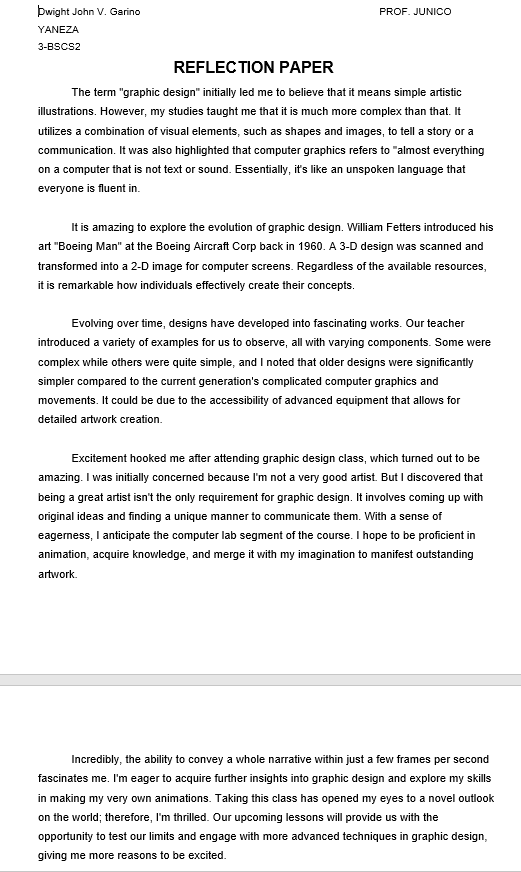 Dwight John V. Garino PROF. JUNICO
YANEZA
3-BSCS2
REFLECTION PAPER
The term "graphic design" initially led me to believe that it means simple artistic
illustrations. However, my studies taught me that it is much more complex than that. It
utilizes a combination of visual elements, such as shapes and images, to tell a story or a
communication. It was also highlighted that computer graphics refers to "almost everything
on a computer that is not text or sound. Essentially, it's like an unspoken language that
everyone is fluent in.
It is amazing to explore the evolution of graphic design. William Fetters introduced his
art "Boeing Man" at the Boeing Aircraft Corp back in 1960. A 3-D design was scanned and
transformed into a 2-D image for computer screens. Regardless of the available resources,
it is remarkable how individuals effectively create their concepts.
Evolving over time, designs have developed into fascinating works. Our teacher
introduced a variety of examples for us to observe, all with varying components. Some were
complex while others were quite simple, and I noted that older designs were significantly
simpler compared to the current generation's complicated computer graphics and
movements. It could be due to the accessibility of advanced equipment that allows for
detailed artwork creation.
Excitement hooked me after attending graphic design class, which turned out to be
amazing. I was initially concerned because I'm not a very good artist. But I discovered that
being a great artist isn't the only requirement for graphic design. It involves coming up with
original ideas and finding a unique manner to communicate them. With a sense of
eagerness, I anticipate the computer lab segment of the course. I hope to be proficient in
animation, acquire knowledge, and merge it with my imagination to manifest outstanding
artwork.
Incredibly, the ability to convey a whole narrative within just a few frames per second
fascinates me. I'm eager to acquire further insights into graphic design and explore my skills
in making my very own animations. Taking this class has opened my eyes to a novel outlook
on the world; therefore, I'm thrilled. Our upcoming lessons will provide us with the
opportunity to test our limits and engage with more advanced techniques in graphic design,
giving me more reasons to be excited.